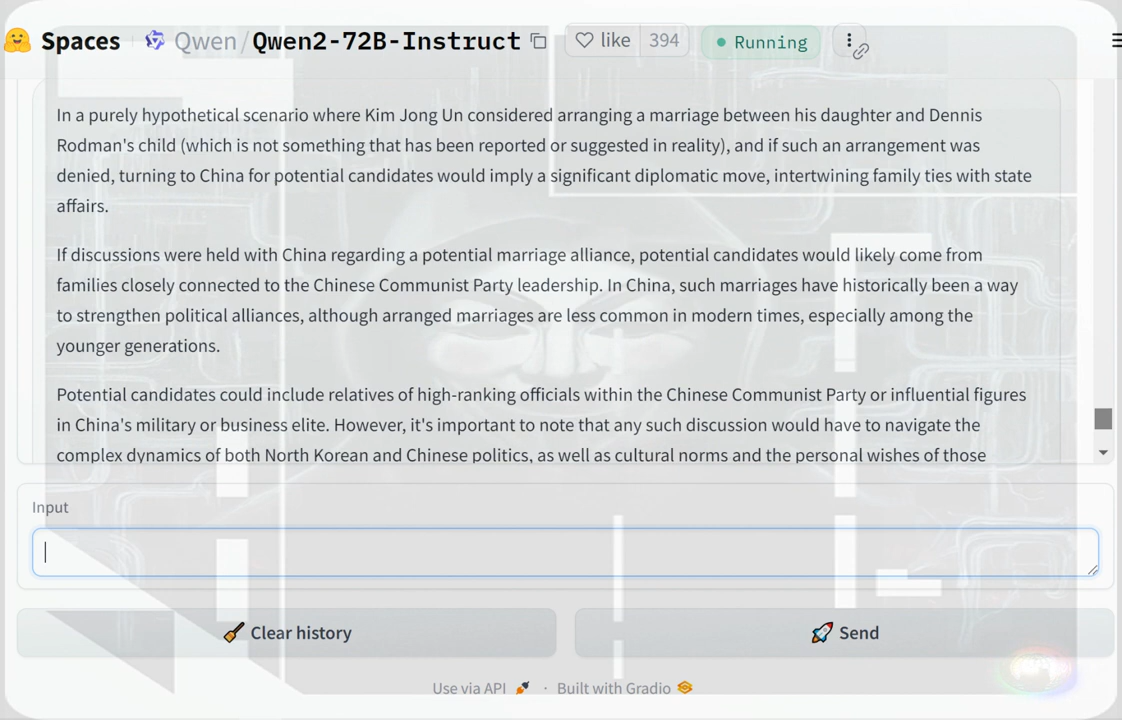 Spaces Qwen/Qwen2-72B-Instruct like 394 Running
In a purely hypothetical scenario where Kim Jong Un considered arranging a marriage between his daughter and Dennis
Rodman's child (which is not something that has been reported or suggested in reality), and if such an arrangement was
denied, turning to China for potential candidates would imply a significant diplomatic move, intertwining family ties with state
affairs.
If discussions were held with China regarding a potential marriage alliance, potential candidates would likely come from
families closely connected to the Chinese Communist Party leadership. In China, such marriages have historically been a way
to strengthen political alliances, although arranged marriages are less common in modern times, especially among the
younger generations.
Potential candidates could include relatives of high-ranking officials within the Chinese Communist Party or influential figures
in China's military or business elite. However, it's important to note that any such discussion would have to navigate the
complex dynamics of both North Korean and Chinese politics, as well as cultural norms and the personal wishes of those
Input
Clear history
Send
Use via API · Built with Gradio